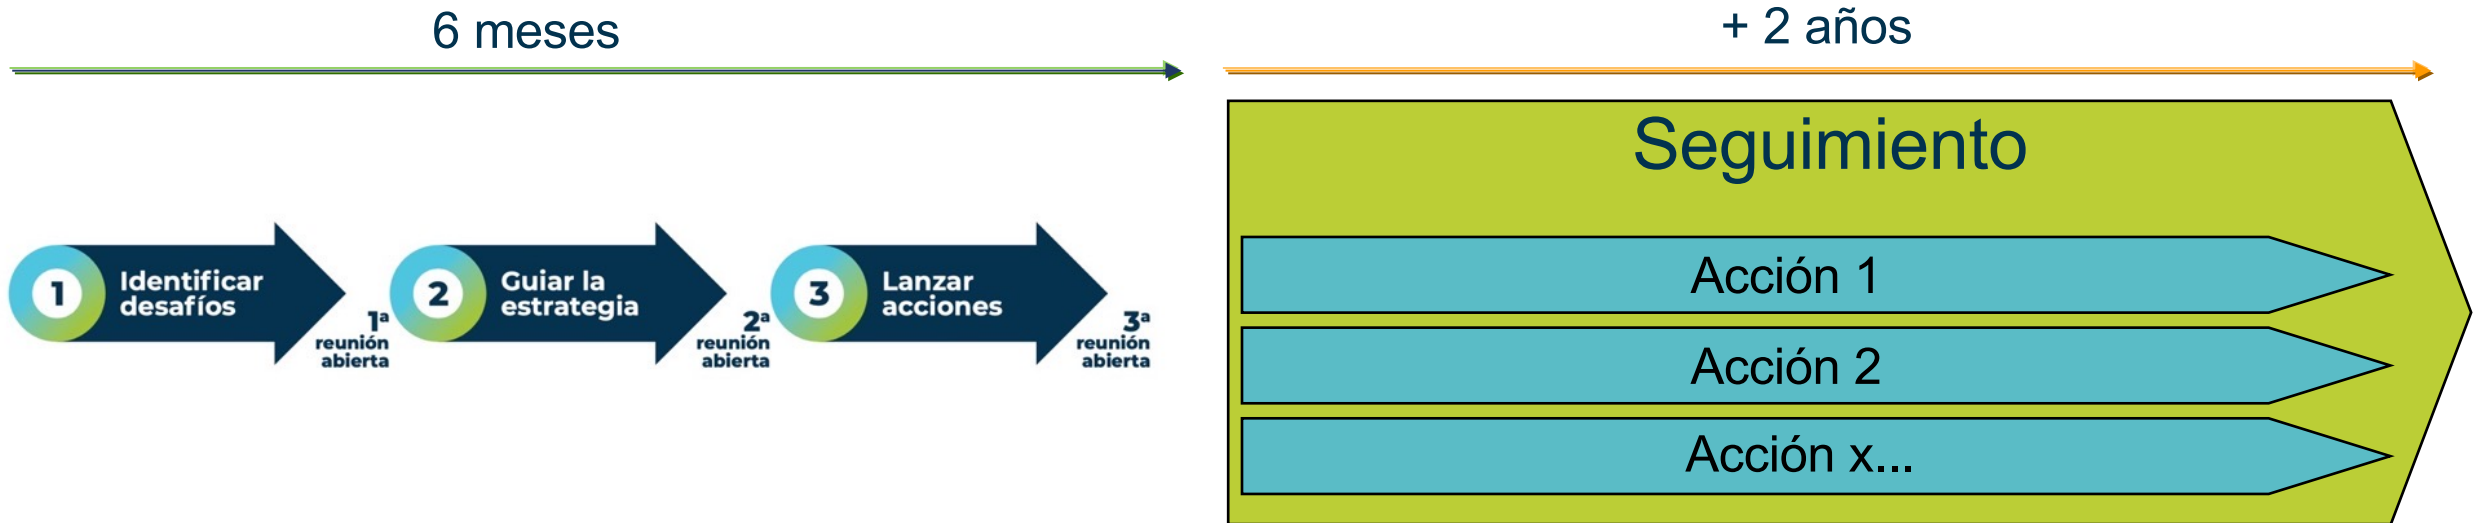 6 meses
+ 2 años
1
Identificar
desafíos
1ª
reunión
abierta
2
Guiar la
estrategia
2ª
reunión
abierta
3
Lanzar
acciones
3ª
reunión
abierta
Seguimiento
Acción 1
Acción 2
Acción x...